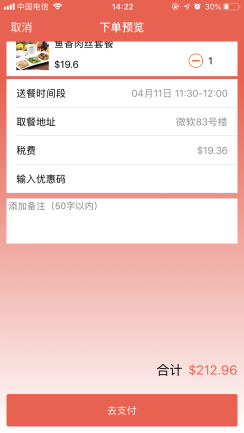 中国电信 14:22 30%
取消 下单预览
鱼香肉丝套餐
$19.6 1
送餐时间段 04月11日 11:30-12:00
取餐地址 微软83号楼
税费 $19.36
输入优惠码
添加备注（50字以内）
合计 $212.96
去支付